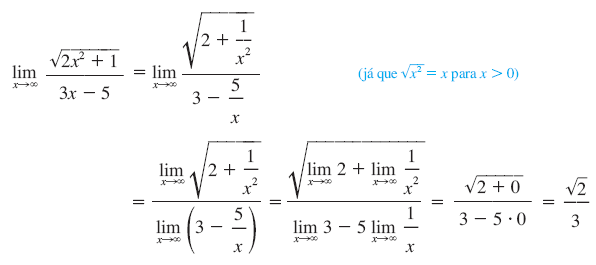 lim_{x→∞} √(2x² + 1) / (3x − 5) = lim_{x→∞} √(2 + 1/x²) / (3 − 5/x) (já que √x² = x para x > 0)
= lim_{x→∞} √(2 + 1/x²) / lim_{x→∞} (3 − 5/x) = √(lim_{x→∞} 2 + lim_{x→∞} 1/x²) / (lim_{x→∞} 3 − 5 lim_{x→∞} 1/x) = √(2 + 0) / (3 − 5 · 0) = √2 / 3